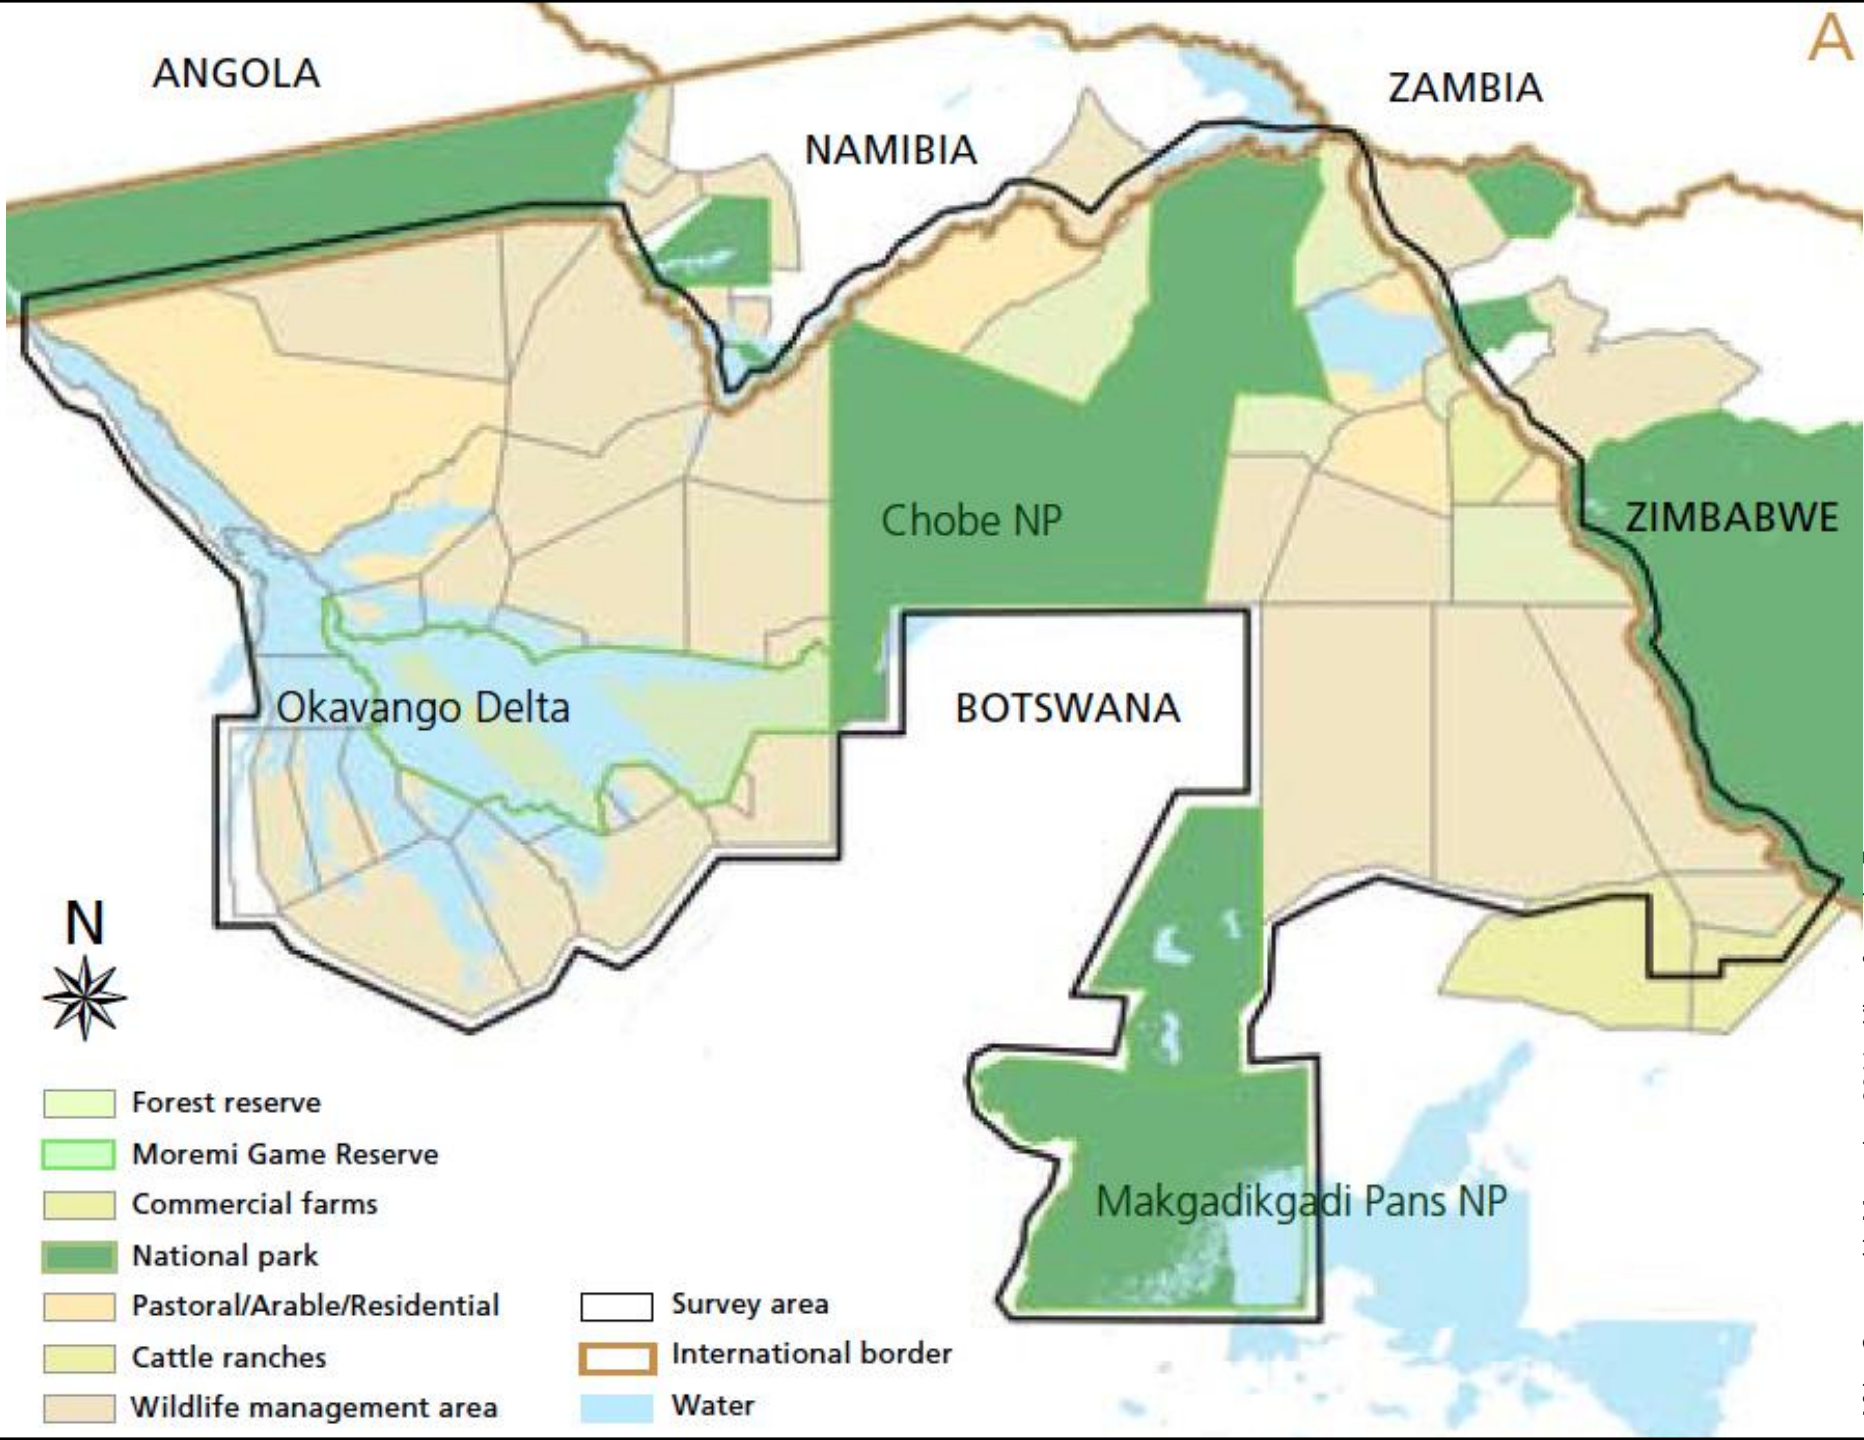 A
ANGOLA
ZAMBIA
NAMIBIA
Chobe NP
ZIMBABWE
Okavango Delta
BOTSWANA
N
Makgadikgadi Pans NP
Forest reserve
Moremi Game Reserve
Commercial farms
National park
Pastoral/Arable/Residential
Cattle ranches
Wildlife management area
Survey area
International border
Water